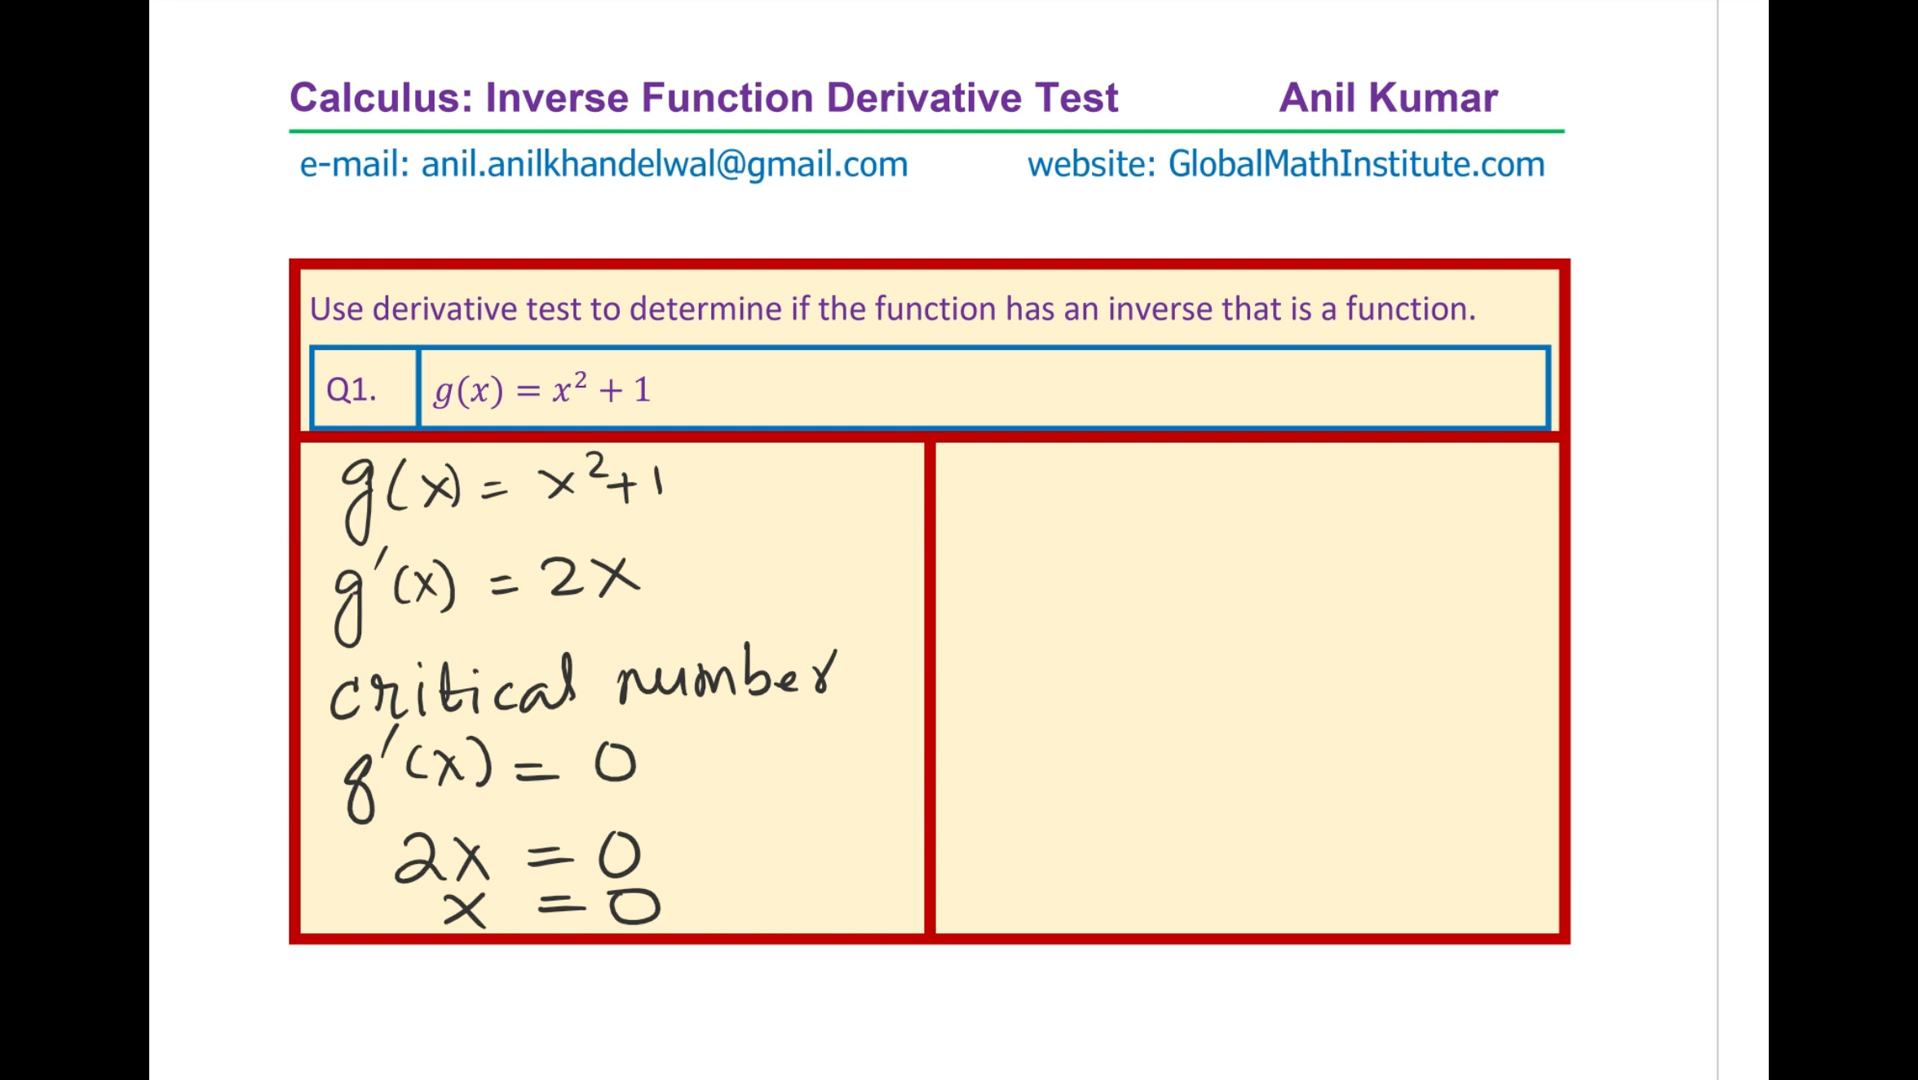 Calculus: Inverse Function Derivative Test Anil Kumar
e-mail: anil.anilkhandelwal@gmail.com website: GlobalMathInstitute.com
Use derivative test to determine if the function has an inverse that is a function.
Q1. g(x) = x² + 1
g(x) = x²+1
g′(x) = 2x
critical number
g′(x) = 0
2x = 0
x = 0